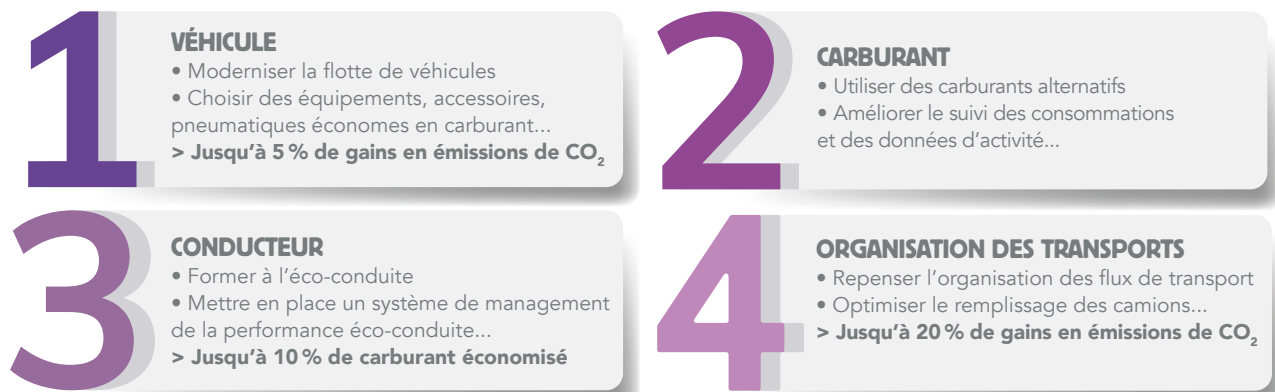 1
VÉHICULE
• Moderniser la flotte de véhicules
• Choisir des équipements, accessoires,
pneumatiques économes en carburant...
> Jusqu'à 5 % de gains en émissions de CO₂
2
CARBURANT
• Utiliser des carburants alternatifs
• Améliorer le suivi des consommations
et des données d'activité...
3
CONDUCTEUR
• Former à l'éco-conduite
• Mettre en place un système de management
de la performance éco-conduite...
> Jusqu'à 10 % de carburant économisé
4
ORGANISATION DES TRANSPORTS
• Repenser l'organisation des flux de transport
• Optimiser le remplissage des camions...
> Jusqu'à 20 % de gains en émissions de CO₂